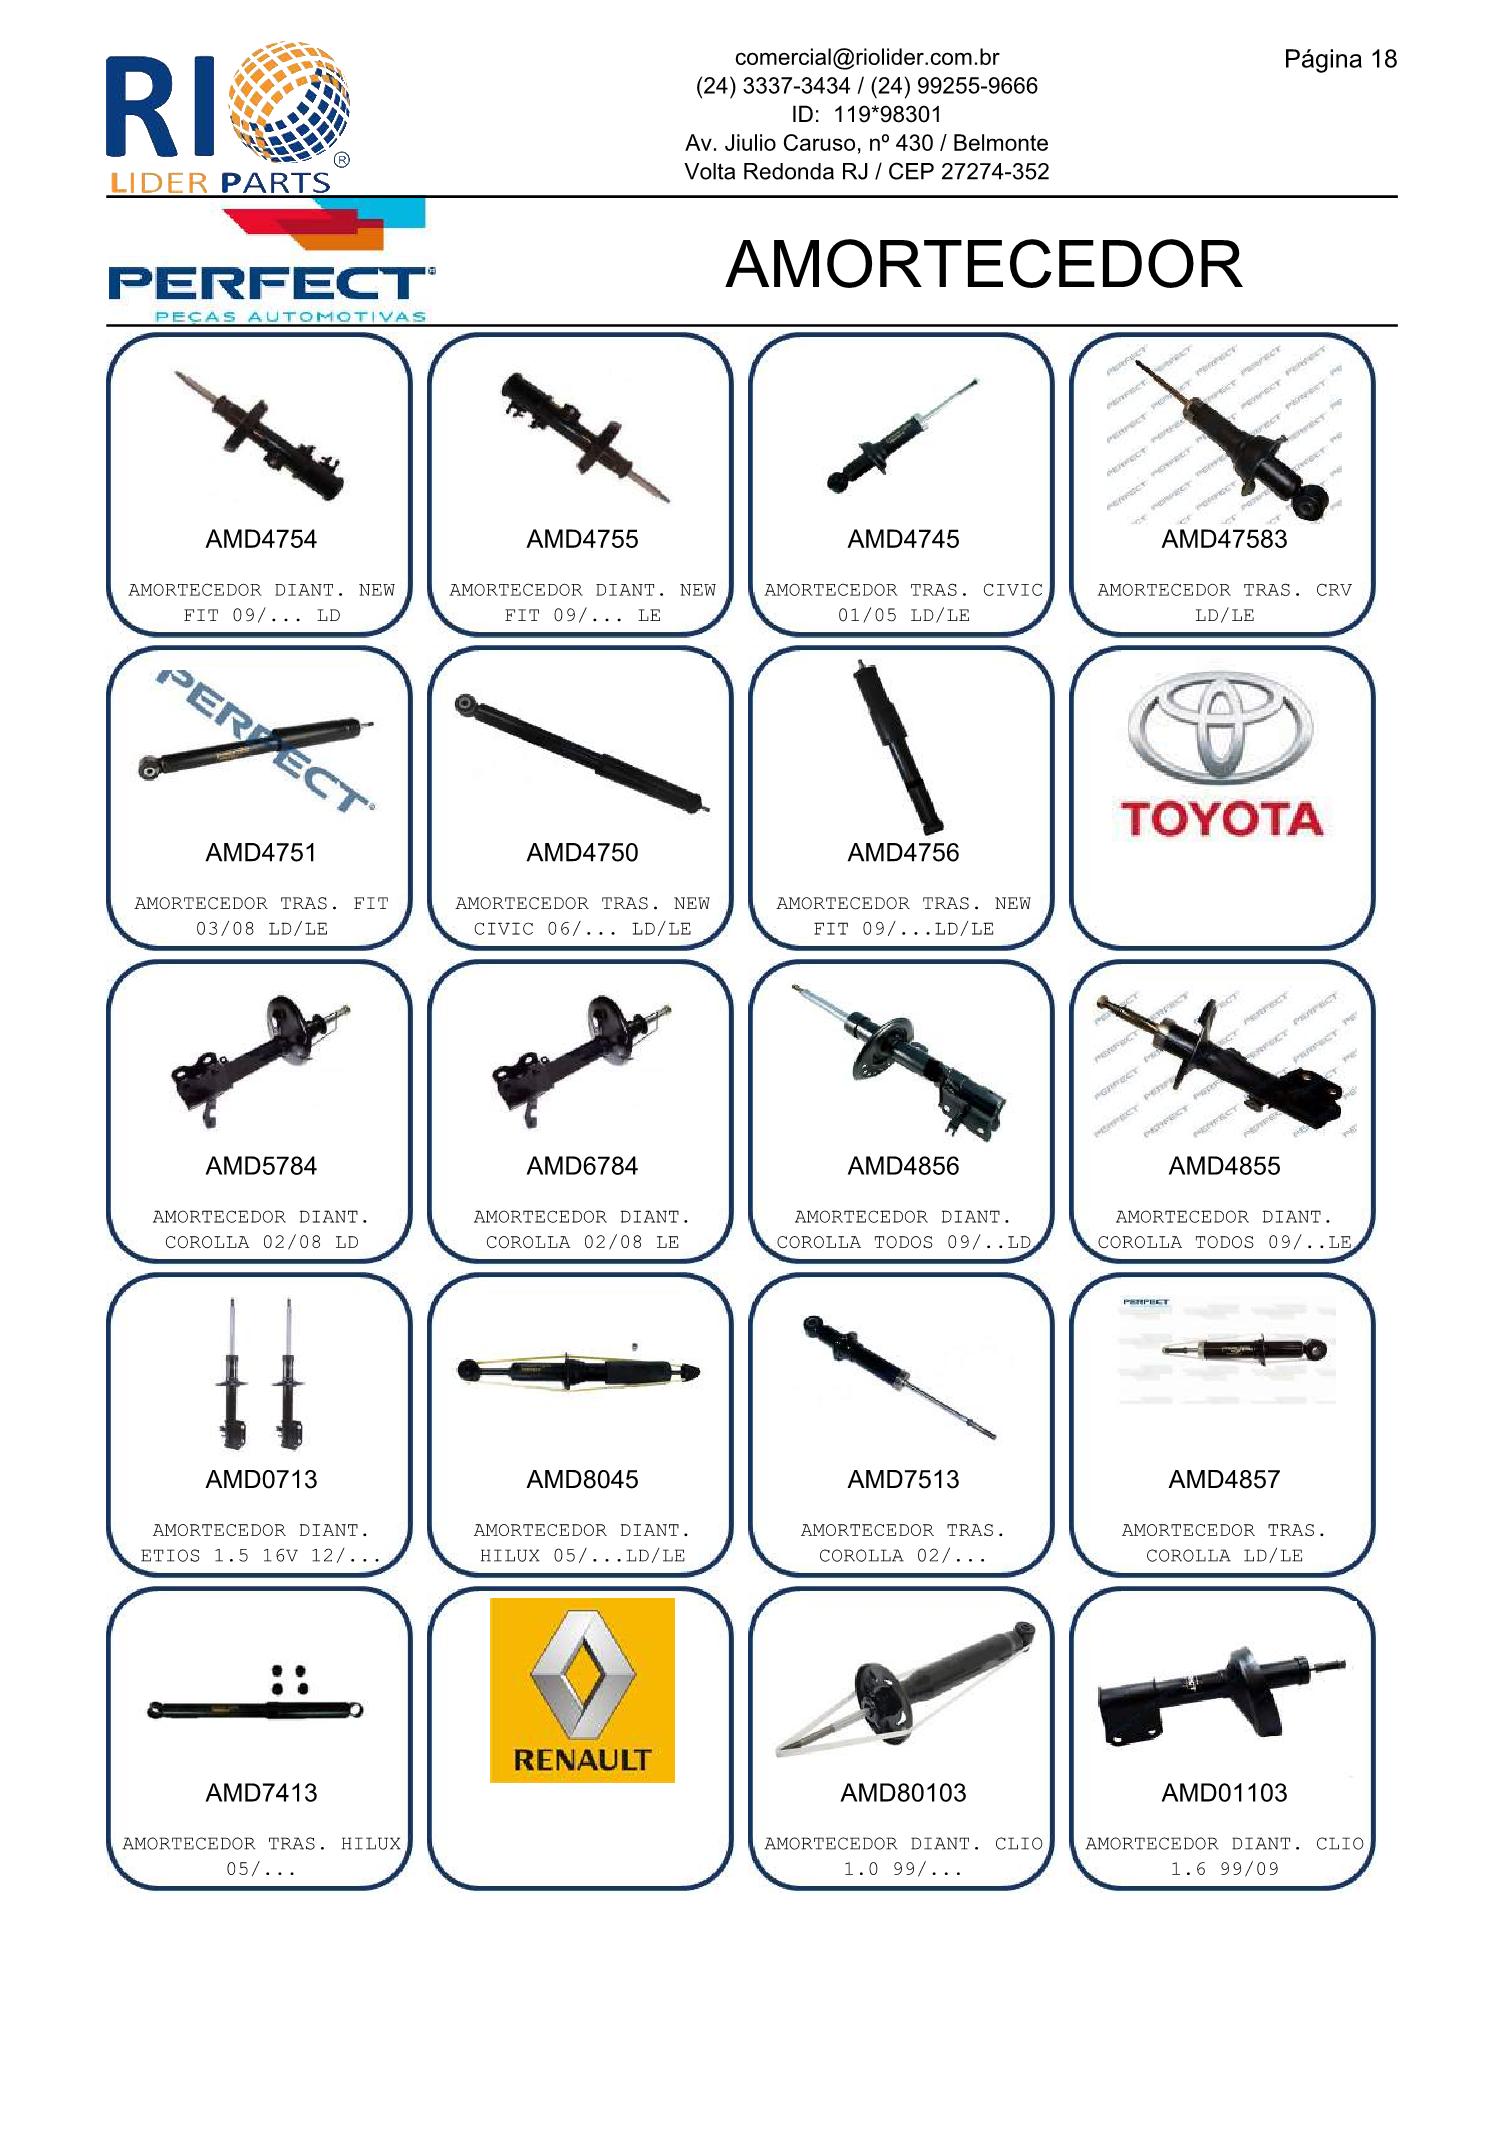 RIO
®
LIDER PARTS
comercial@riolider.com.br
(24) 3337-3434 / (24) 99255-9666
ID:  119*98301
Av. Jiulio Caruso, nº 430 / Belmonte
Volta Redonda RJ / CEP 27274-352
Página 18
PERFECT
PEÇAS AUTOMOTIVAS
AMORTECEDOR
AMD4754
AMORTECEDOR DIANT. NEW
FIT 09/... LD
AMD4755
AMORTECEDOR DIANT. NEW
FIT 09/... LE
AMD4745
AMORTECEDOR TRAS. CIVIC
01/05 LD/LE
AMD47583
AMORTECEDOR TRAS. CRV
LD/LE
PERFECT
AMD4751
AMORTECEDOR TRAS. FIT
03/08 LD/LE
AMD4750
AMORTECEDOR TRAS. NEW
CIVIC 06/... LD/LE
AMD4756
AMORTECEDOR TRAS. NEW
FIT 09/...LD/LE
TOYOTA
AMD5784
AMORTECEDOR DIANT.
COROLLA 02/08 LD
AMD6784
AMORTECEDOR DIANT.
COROLLA 02/08 LE
AMD4856
AMORTECEDOR DIANT.
COROLLA TODOS 09/..LD
AMD4855
AMORTECEDOR DIANT.
COROLLA TODOS 09/..LE
AMD0713
AMORTECEDOR DIANT.
ETIOS 1.5 16V 12/...
PERFECT
AMD8045
AMORTECEDOR DIANT.
HILUX 05/...LD/LE
AMD7513
AMORTECEDOR TRAS.
COROLLA 02/...
PERFECT
AMD4857
AMORTECEDOR TRAS.
COROLLA LD/LE
AMD7413
AMORTECEDOR TRAS. HILUX
05/...
RENAULT
AMD80103
AMORTECEDOR DIANT. CLIO
1.0 99/...
AMD01103
AMORTECEDOR DIANT. CLIO
1.6 99/09